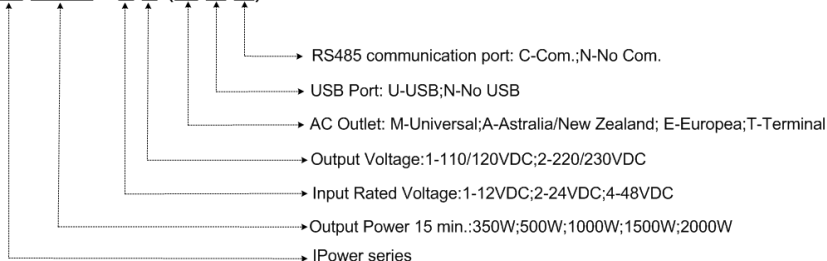 RS485 communication port: C-Com.;N-No Com.
USB Port: U-USB;N-No USB
AC Outlet: M-Universal;A-Astralia/New Zealand; E-Europea;T-Terminal
Output Voltage:1-110/120VDC;2-220/230VDC
Input Rated Voltage:1-12VDC;2-24VDC;4-48VDC
Output Power 15 min.:350W;500W;1000W;1500W;2000W
IPower series